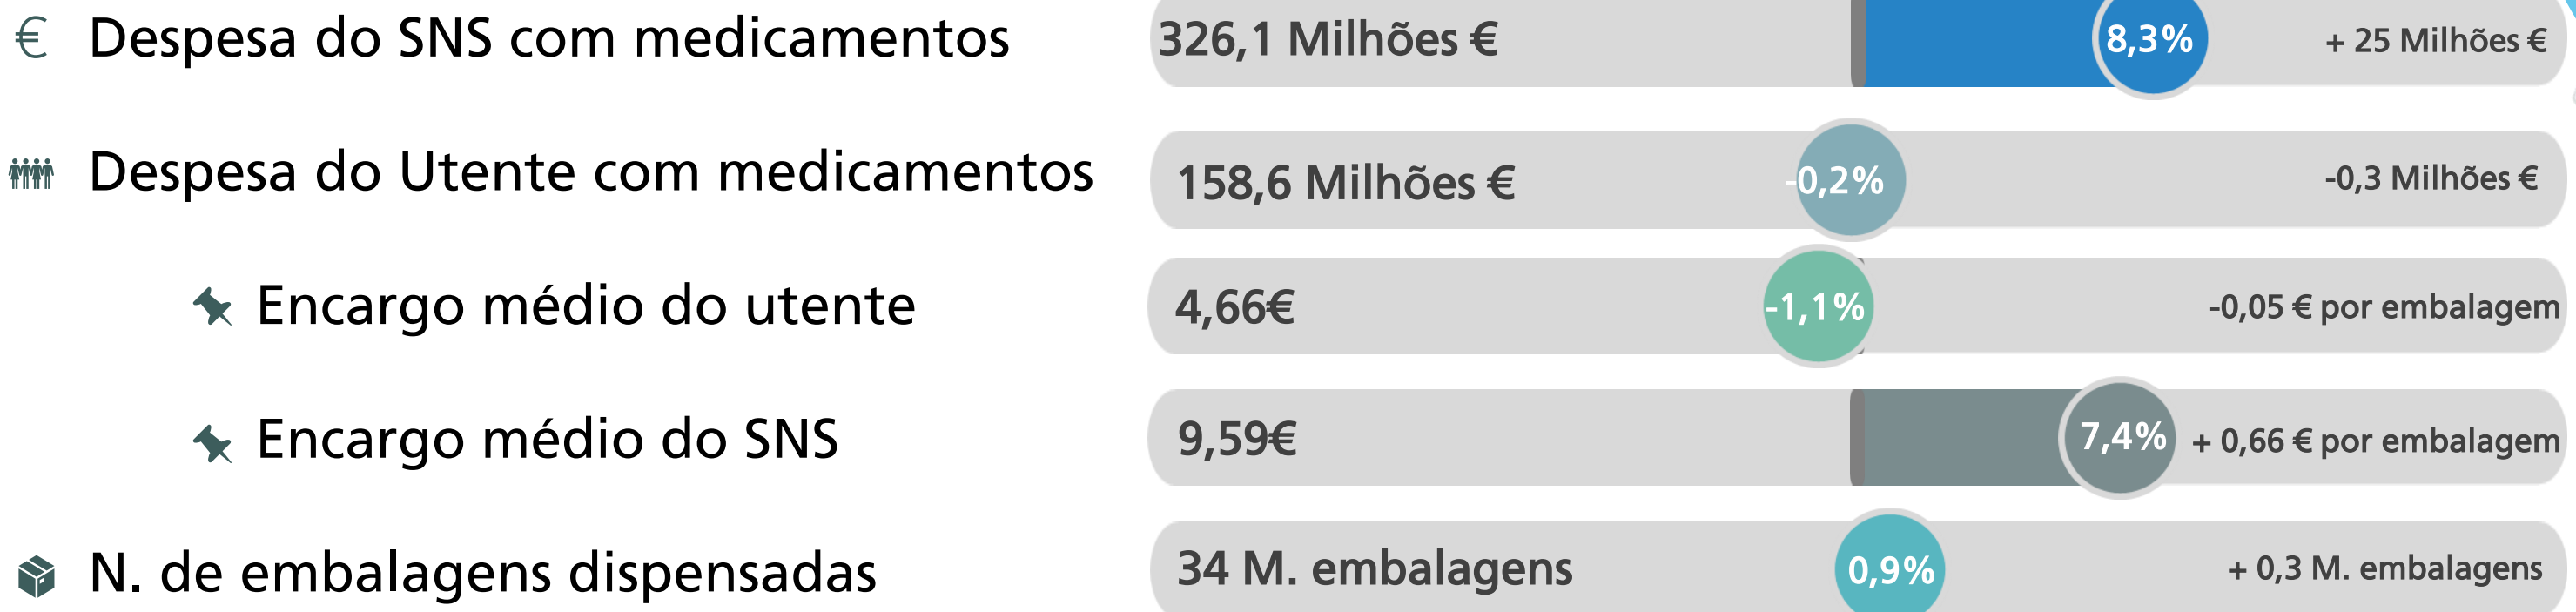 € Despesa do SNS com medicamentos 326,1 Milhões € 8,3% + 25 Milhões €
Despesa do Utente com medicamentos 158,6 Milhões € -0,2% -0,3 Milhões €
Encargo médio do utente 4,66€ -1,1% -0,05 € por embalagem
Encargo médio do SNS 9,59€ 7,4% + 0,66 € por embalagem
N. de embalagens dispensadas 34 M. embalagens 0,9% + 0,3 M. embalagens